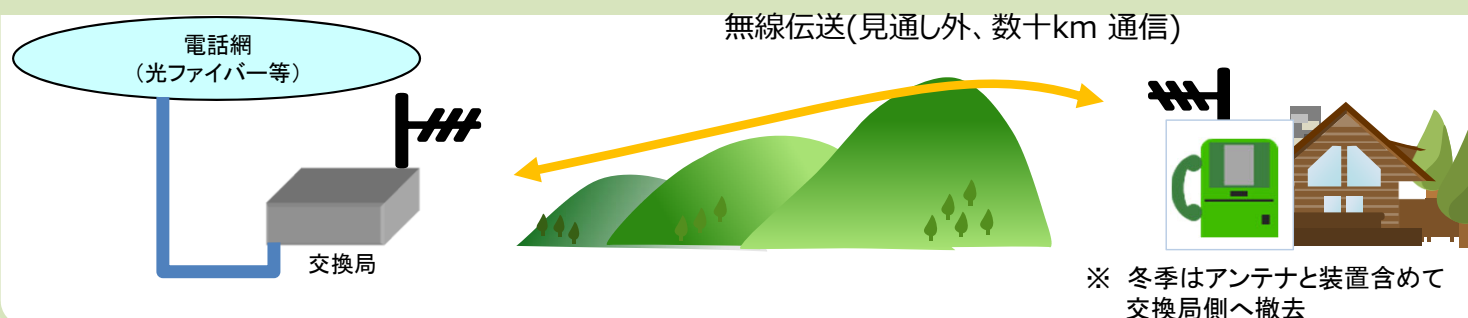 無線伝送(見通し外、数十km 通信)
電話網
(光ファイバー等)
交換局
※ 冬季はアンテナと装置含めて
交換局側へ撤去